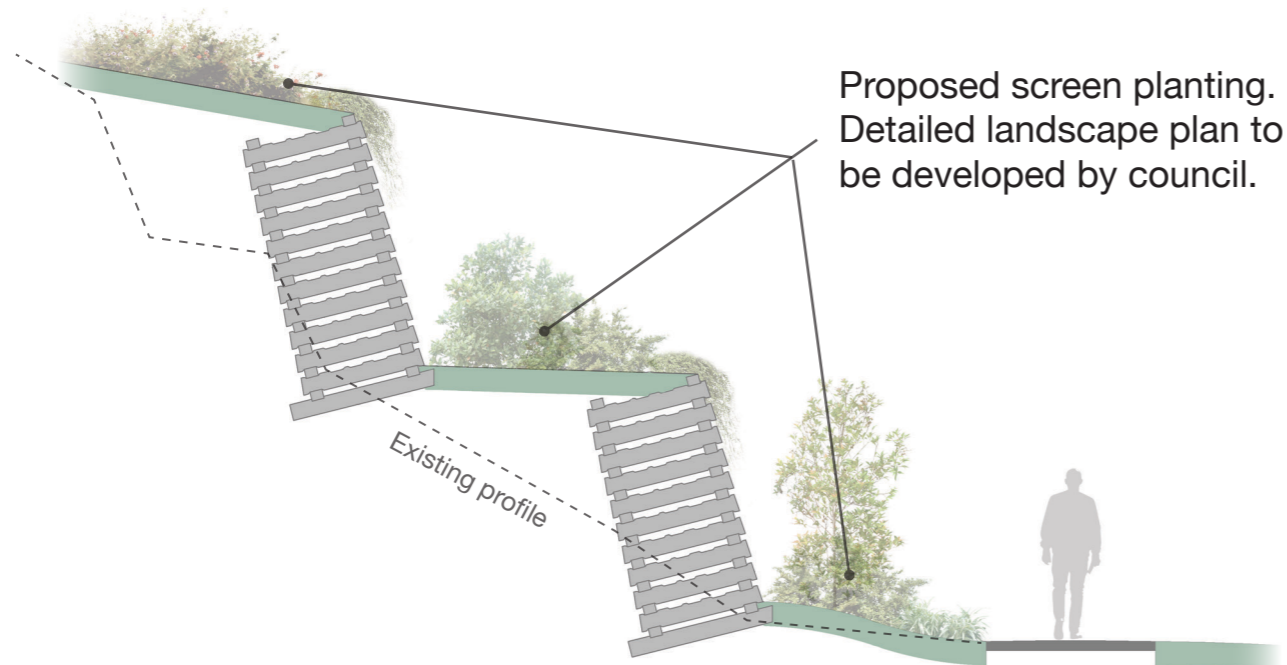 Proposed screen planting.
Detailed landscape plan to
be developed by council.
Existing profile